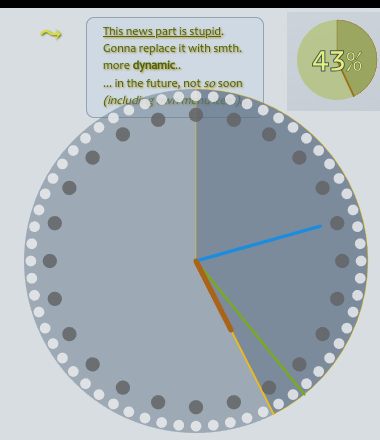 This news part is stupid.
Gonna replace it with smth.
more dynamic..
... in the future, not so soon
(including
43%